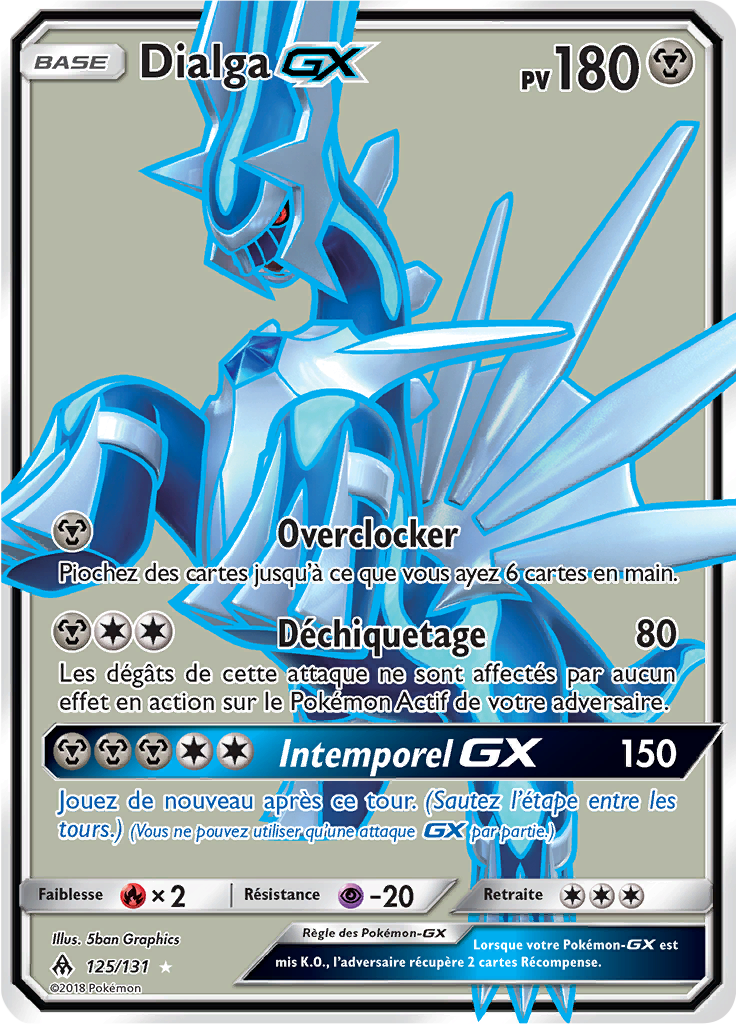 BASE Dialga GX PV 180
Overclocker
Piochez des cartes jusqu'à ce que vous ayez 6 cartes en main.
Déchiquetage 80
Les dégâts de cette attaque ne sont affectés par aucun
effet en action sur le Pokémon Actif de votre adversaire.
Intemporel GX 150
Jouez de nouveau après ce tour. (Sautez l'étape entre les
tours.) (Vous ne pouvez utiliser qu'une attaque GX par partie.)
Faiblesse ×2 Résistance -20 Retraite
Illus. 5ban Graphics
125/131
©2018 Pokémon
Règle des Pokémon-GX
Lorsque votre Pokémon-GX est
mis K.O., l'adversaire récupère 2 cartes Récompense.